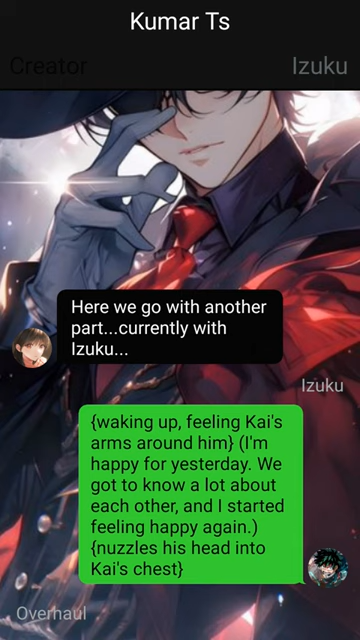 Kumar Ts
Creator
Izuku
Here we go with another
part...currently with
Izuku...
Izuku
{waking up, feeling Kai's
arms around him} (I'm
happy for yesterday. We
got to know a lot about
each other, and I started
feeling happy again.)
{nuzzles his head into
Kai's chest}
Overhaul